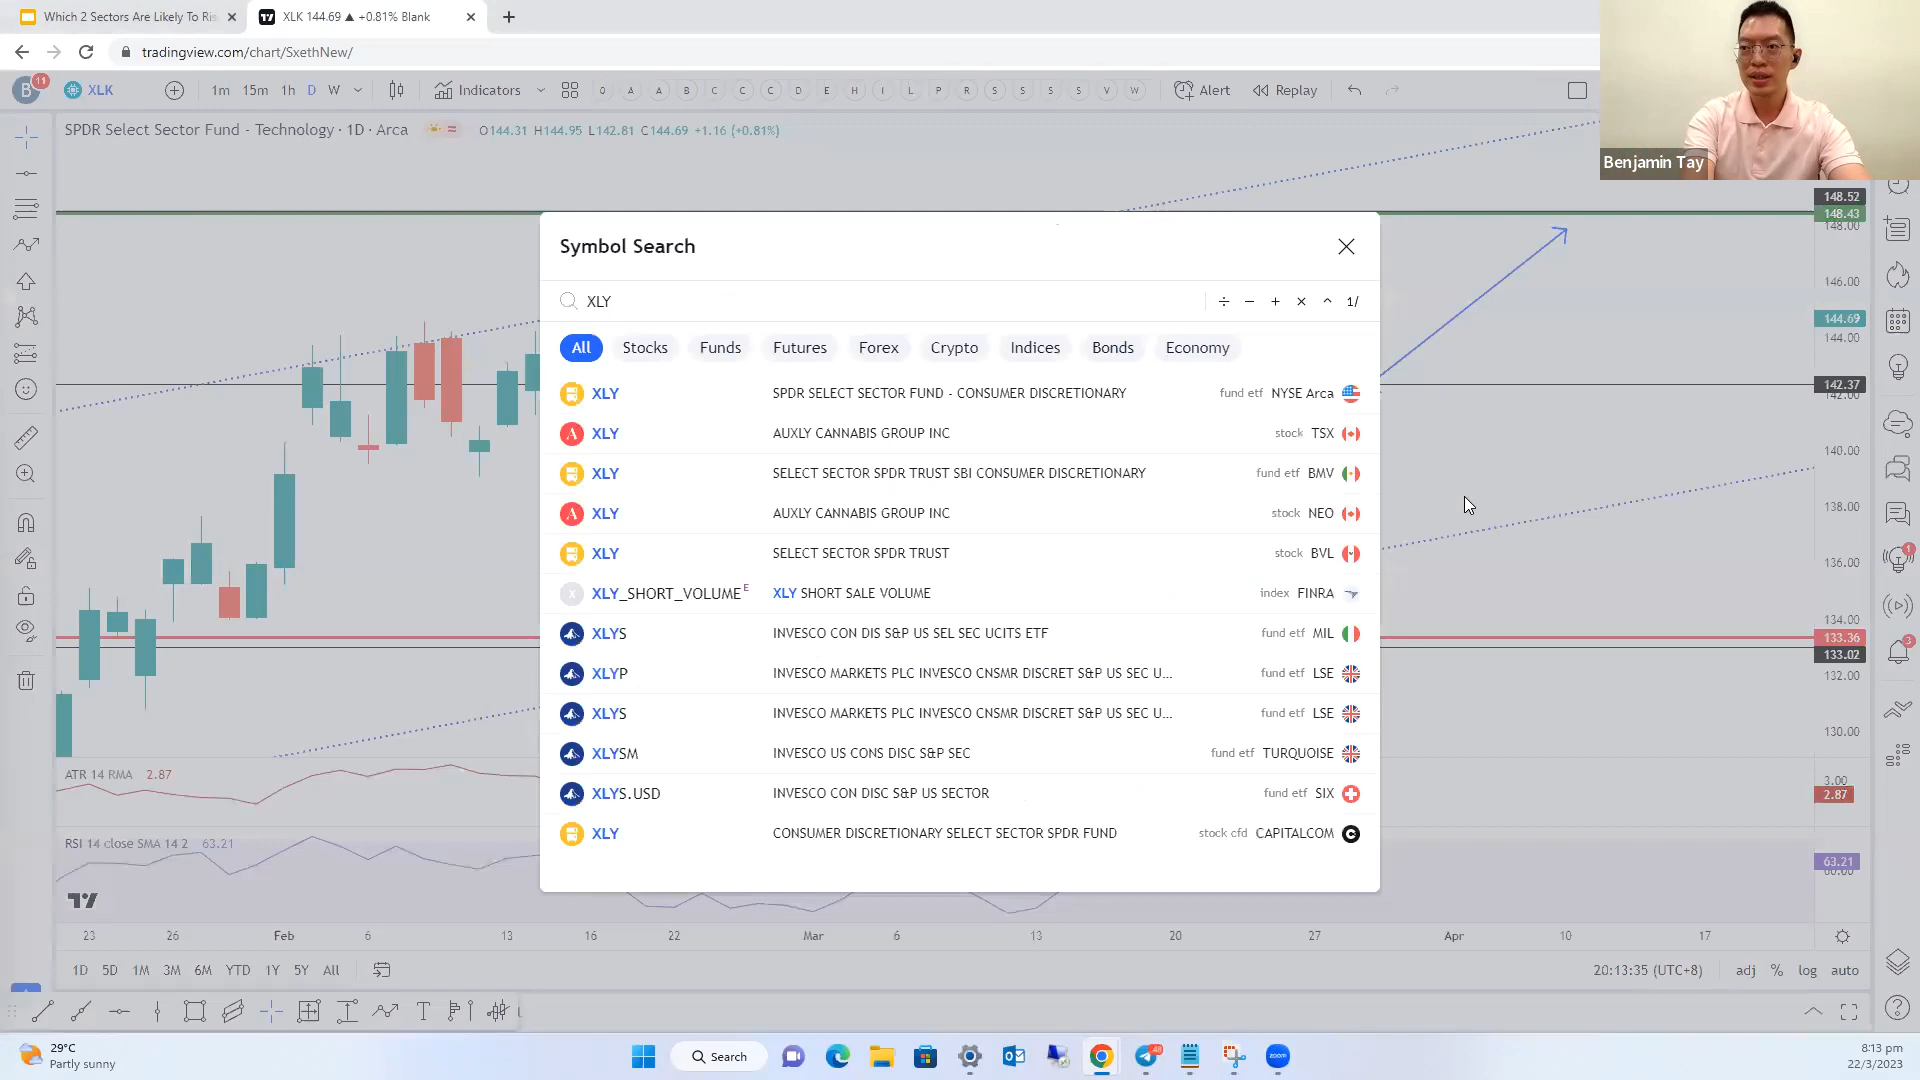 Which 2 Sectors Are Likely To Ris
XLK 144.69 ▲ +0.81% Blank
tradingview.com/chart/SxethNew/
B 11 XLK 1m 15m 1h D W Indicators Q A A B C C C D E H I L P R S S S S V W Alert Replay
SPDR Select Sector Fund - Technology · 1D · Arca O144.31 H144.95 L142.81 C144.69 +1.16 (+0.81%)
Benjamin Tay
148.52
148.43
148.00
146.00
144.69
144.00
142.37
142.00
140.00
138.00
136.00
134.00
133.36
133.02
132.00
130.00
Symbol Search
XLY ÷ − + × ^ 1/
All Stocks Funds Futures Forex Crypto Indices Bonds Economy
XLY SPDR SELECT SECTOR FUND - CONSUMER DISCRETIONARY fund etf NYSE Arca
A XLY AUXLY CANNABIS GROUP INC stock TSX
XLY SELECT SECTOR SPDR TRUST SBI CONSUMER DISCRETIONARY fund etf BMV
A XLY AUXLY CANNABIS GROUP INC stock NEO
XLY SELECT SECTOR SPDR TRUST stock BVL
X XLY_SHORT_VOLUME E XLY SHORT SALE VOLUME index FINRA
XLYS INVESCO CON DIS S&P US SEL SEC UCITS ETF fund etf MIL
XLYP INVESCO MARKETS PLC INVESCO CNSMR DISCRET S&P US SEC U... fund etf LSE
XLYS INVESCO MARKETS PLC INVESCO CNSMR DISCRET S&P US SEC U... fund etf LSE
XLYSM INVESCO US CONS DISC S&P SEC fund etf TURQUOISE
XLYS.USD INVESCO CON DISC S&P US SECTOR fund etf SIX
XLY CONSUMER DISCRETIONARY SELECT SECTOR SPDR FUND stock cfd CAPITALCOM
1
3
ATR 14 RMA 2.87
3.00
2.87
RSI 14 close SMA 14 2 63.21
63.21
60.00
23 26 Feb 6 13 16 22 Mar 6 13 20 27 Apr 10 17
1D 5D 1M 3M 6M YTD 1Y 5Y All 20:13:35 (UTC+8) adj % log auto
29°C
Partly sunny
Search
48
zoom
8:13 pm
22/3/2023